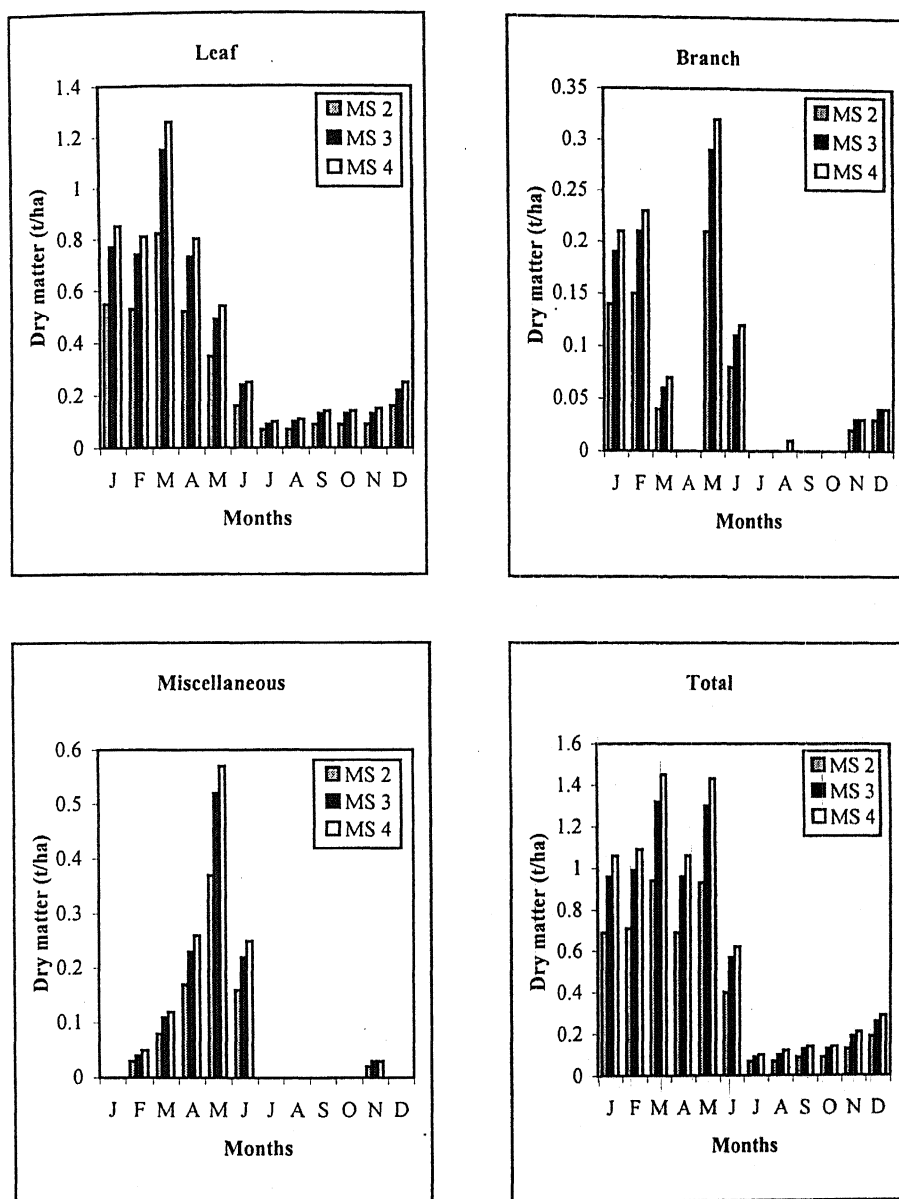 Leaf
Dry matter (t/ha)
1.4
1.2
1
0.8
0.6
0.4
0.2
0
MS 2
MS 3
MS 4
J F M A M J J A S O N D
Months
Branch
Dry matter (t/ha)
0.35
0.3
0.25
0.2
0.15
0.1
0.05
0
MS 2
MS 3
MS 4
J F M A M J J A S O N D
Months
Miscellaneous
Dry matter (t/ha)
0.6
0.5
0.4
0.3
0.2
0.1
0
MS 2
MS 3
MS 4
J F M A M J J A S O N D
Months
Total
Dry matter (t/ha)
1.6
1.4
1.2
1
0.8
0.6
0.4
0.2
0
MS 2
MS 3
MS 4
J F M A M J J A S O N D
Months